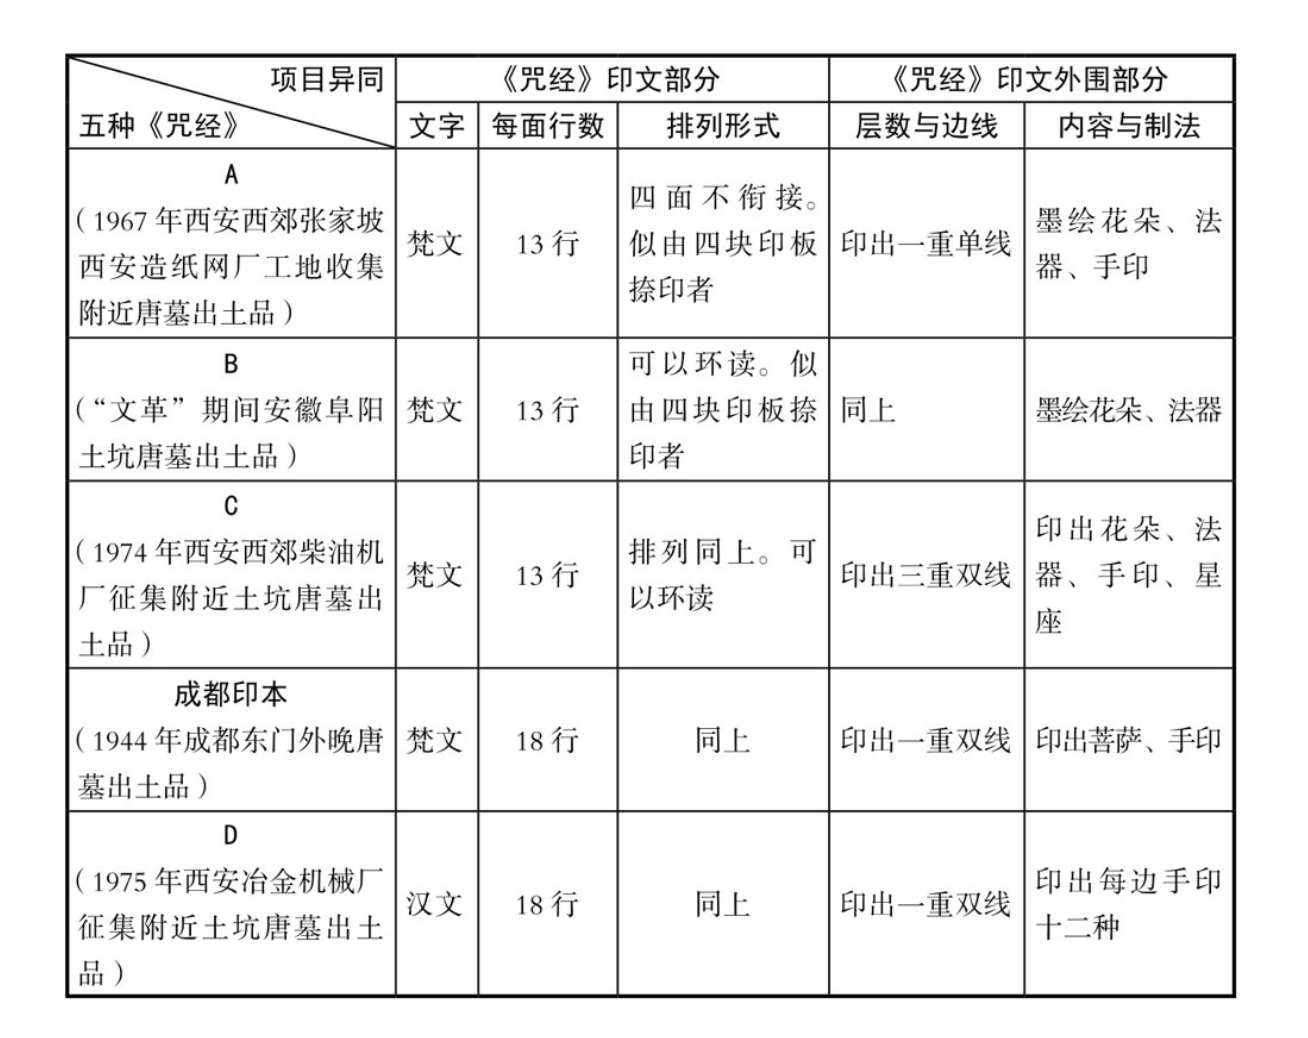 项目异同
五种《咒经》
《咒经》印文部分
《咒经》印文外围部分
文字
每面行数
排列形式
层数与边线
内容与制法
A
（1967 年西安西郊张家坡
西安造纸网厂工地收集
附近唐墓出土品）
梵文
13 行
四面不衔接。
似由四块印板
捺印者
印出一重单线
墨绘花朵、法
器、手印
B
（“文革”期间安徽阜阳
土坑唐墓出土品）
梵文
13 行
可以环读。似
由四块印板捺
印者
同上
墨绘花朵、法器
C
（1974 年西安西郊柴油机
厂征集附近土坑唐墓出
土品）
梵文
13 行
排列同上。可
以环读
印出三重双线
印出花朵、法
器、手印、星
座
成都印本
（1944 年成都东门外晚唐
墓出土品）
梵文
18 行
同上
印出一重双线
印出菩萨、手印
D
（1975 年西安冶金机械厂
征集附近土坑唐墓出土
品）
汉文
18 行
同上
印出一重双线
印出每边手印
十二种